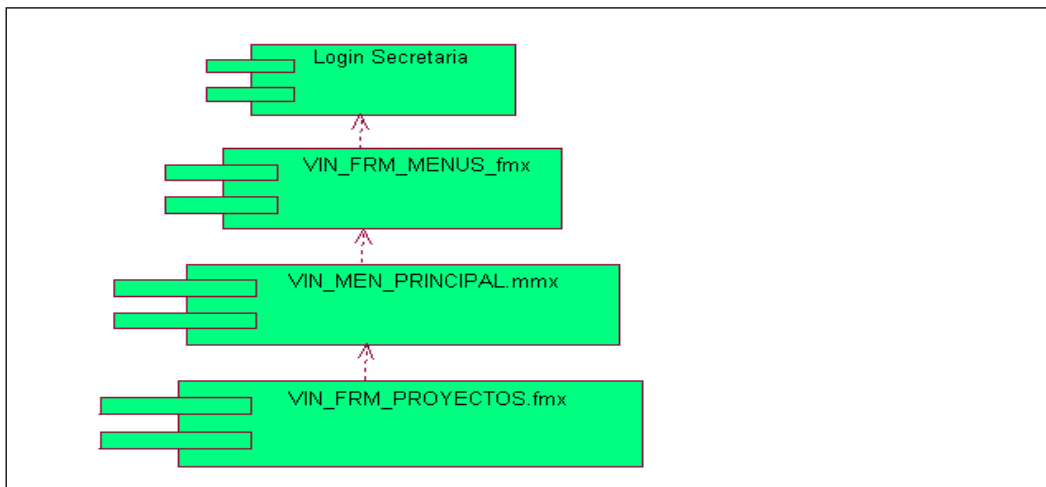 Login Secretaria
VIN_FRM_MENUS_fmx
VIN_MEN_PRINCIPAL.mmx
VIN_FRM_PROYECTOS.fmx